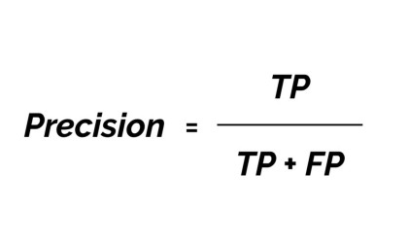 TP
Precision =
TP + FP